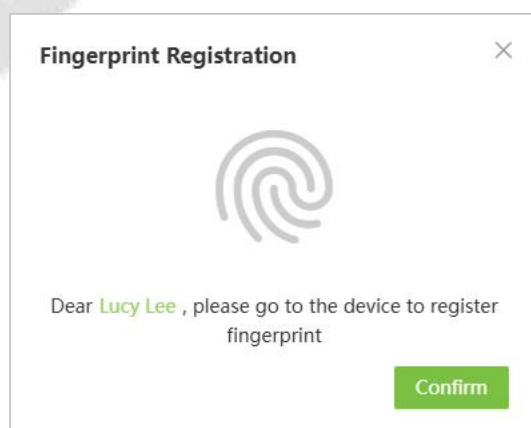 Fingerprint Registration
Dear Lucy Lee , please go to the device to register
fingerprint
Confirm